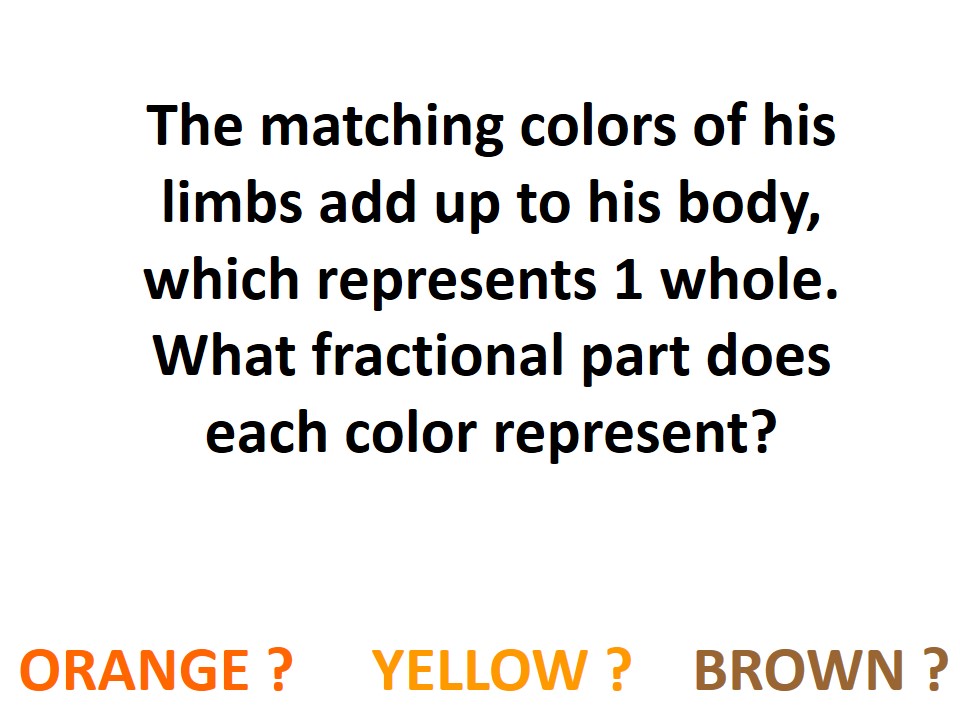 The matching colors of his
limbs add up to his body,
which represents 1 whole.
What fractional part does
each color represent?
ORANGE ? YELLOW ? BROWN ?